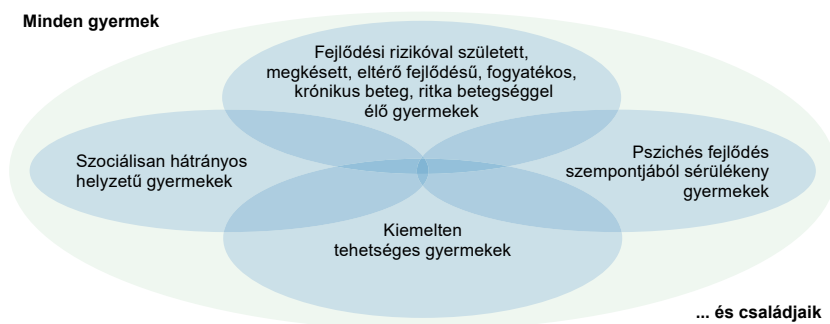 Minden gyermek
Fejlődési rizikóval született,
megkésett, eltérő fejlődésű, fogyatékos,
krónikus beteg, ritka betegséggel
élő gyermekek
Szociálisan hátrányos
helyzetű gyermekek
Pszichés fejlődés
szempontjából sérülékeny
gyermekek
Kiemelten
tehetséges gyermekek
... és családjaik